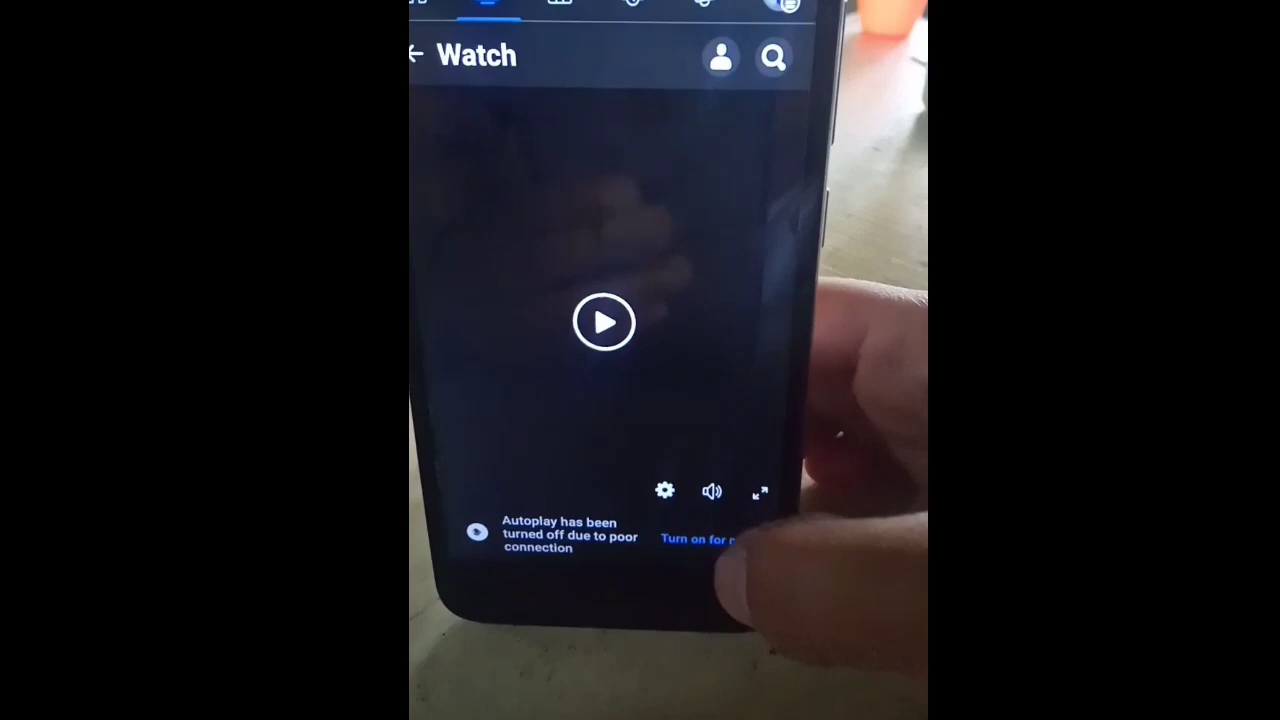 Watch
Autoplay has been
turned off due to poor
connection
Turn on for